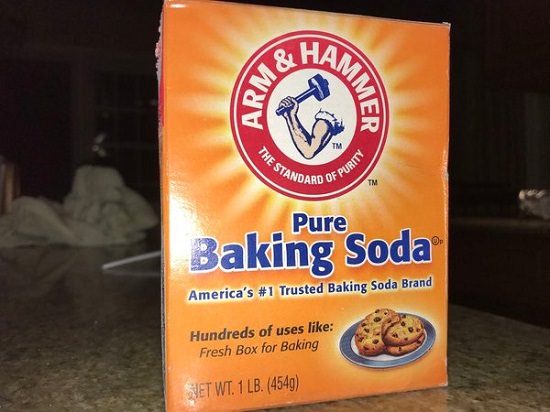 ARM & HAMMER
TM
THE STANDARD OF PURITY
TM
Pure
Baking Soda
America's #1 Trusted Baking Soda Brand
Hundreds of uses like:
Fresh Box for Baking
NET WT. 1 LB. (454g)